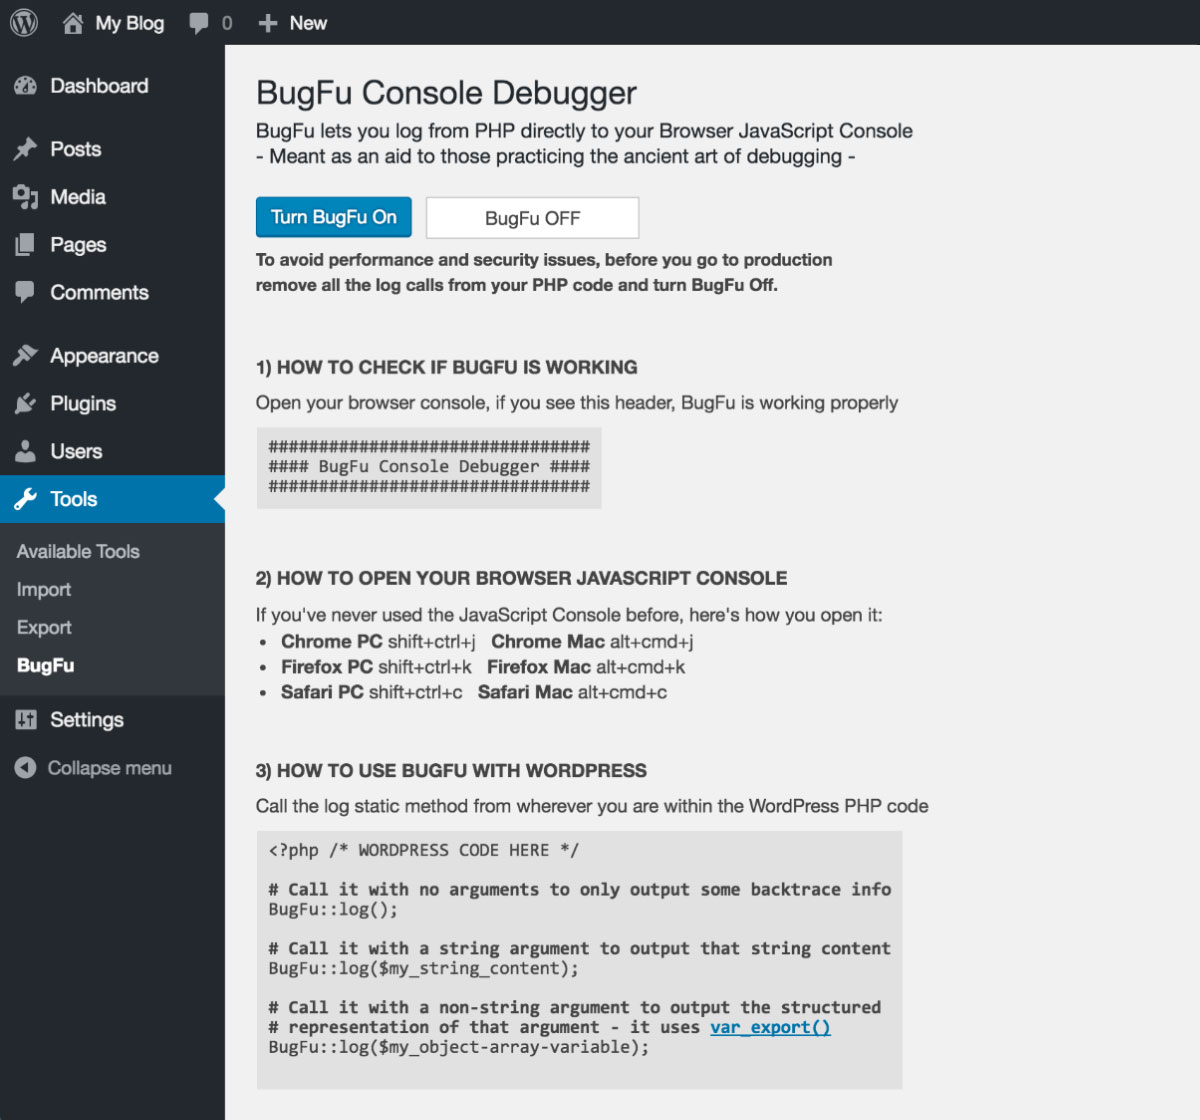 My Blog 0 New
Dashboard
Posts
Media
Pages
Comments
Appearance
Plugins
Users
Tools
Available Tools
Import
Export
BugFu
Settings
Collapse menu
BugFu Console Debugger
BugFu lets you log from PHP directly to your Browser JavaScript Console
- Meant as an aid to those practicing the ancient art of debugging -
Turn BugFu On BugFu OFF
To avoid performance and security issues, before you go to production
remove all the log calls from your PHP code and turn BugFu Off.
1) HOW TO CHECK IF BUGFU IS WORKING
Open your browser console, if you see this header, BugFu is working properly
################################
#### BugFu Console Debugger ####
################################
2) HOW TO OPEN YOUR BROWSER JAVASCRIPT CONSOLE
If you've never used the JavaScript Console before, here's how you open it:
• Chrome PC shift+ctrl+j Chrome Mac alt+cmd+j
• Firefox PC shift+ctrl+k Firefox Mac alt+cmd+k
• Safari PC shift+ctrl+c Safari Mac alt+cmd+c
3) HOW TO USE BUGFU WITH WORDPRESS
Call the log static method from wherever you are within the WordPress PHP code
<?php /* WORDPRESS CODE HERE */
# Call it with no arguments to only output some backtrace info
BugFu::log();
# Call it with a string argument to output that string content
BugFu::log($my_string_content);
# Call it with a non-string argument to output the structured
# representation of that argument - it uses var_export()
BugFu::log($my_object-array-variable);